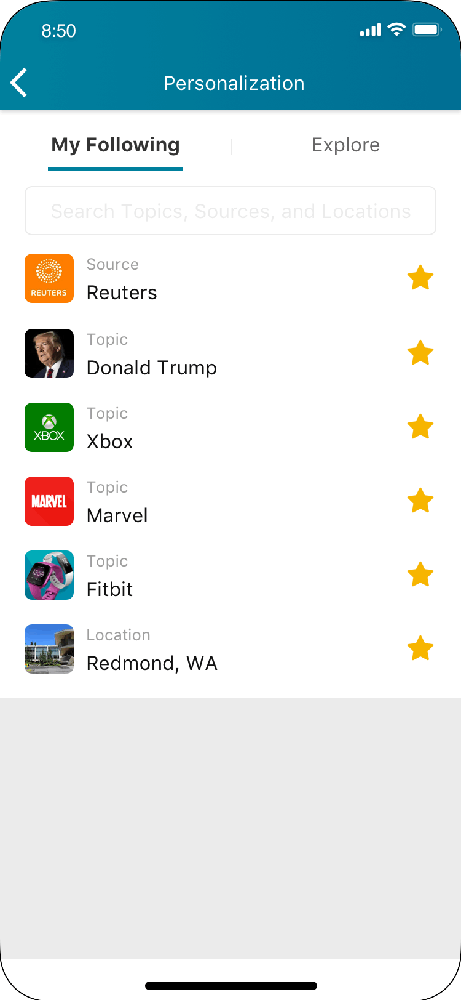 8:50
Personalization
My Following
Explore
Search Topics, Sources, and Locations
Source
REUTERS
Reuters
Topic
Donald Trump
Topic
XBOX
Xbox
Topic
MARVEL
Marvel
Topic
1258
Fitbit
Location
Redmond, WA